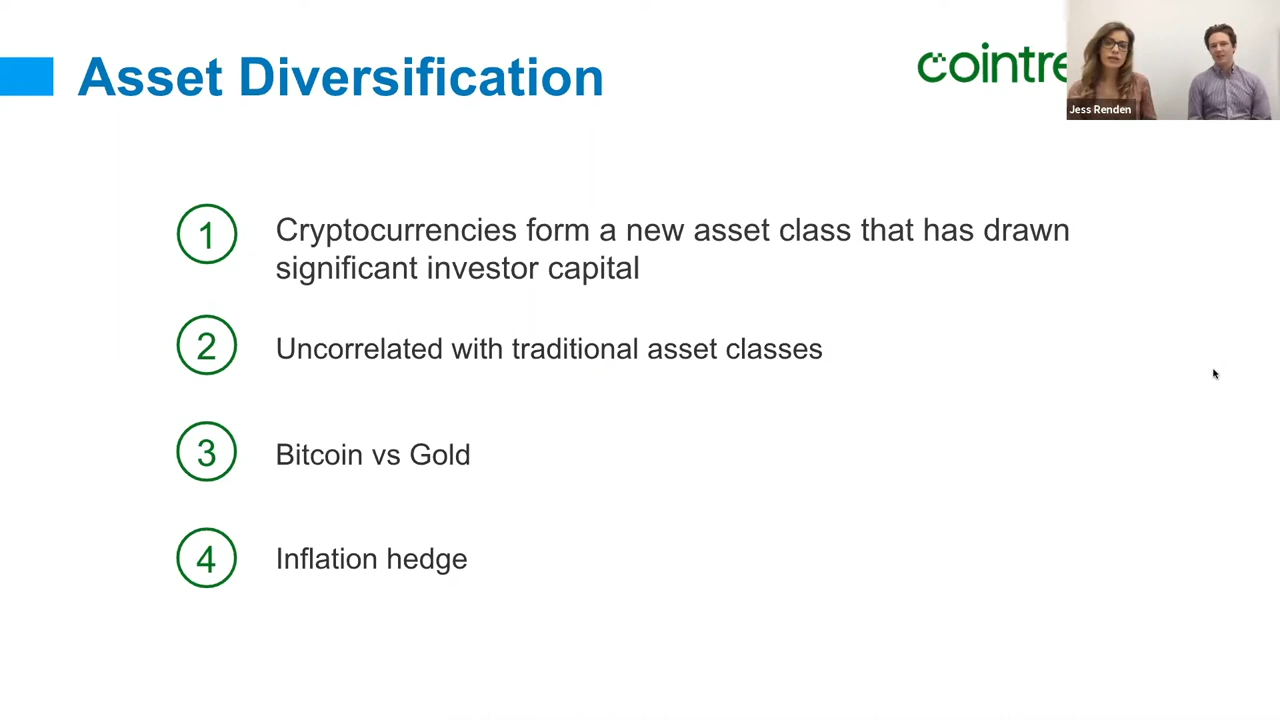 Asset Diversification
cointre
Jess Renden
1
Cryptocurrencies form a new asset class that has drawn
significant investor capital
2
Uncorrelated with traditional asset classes
3
Bitcoin vs Gold
4
Inflation hedge